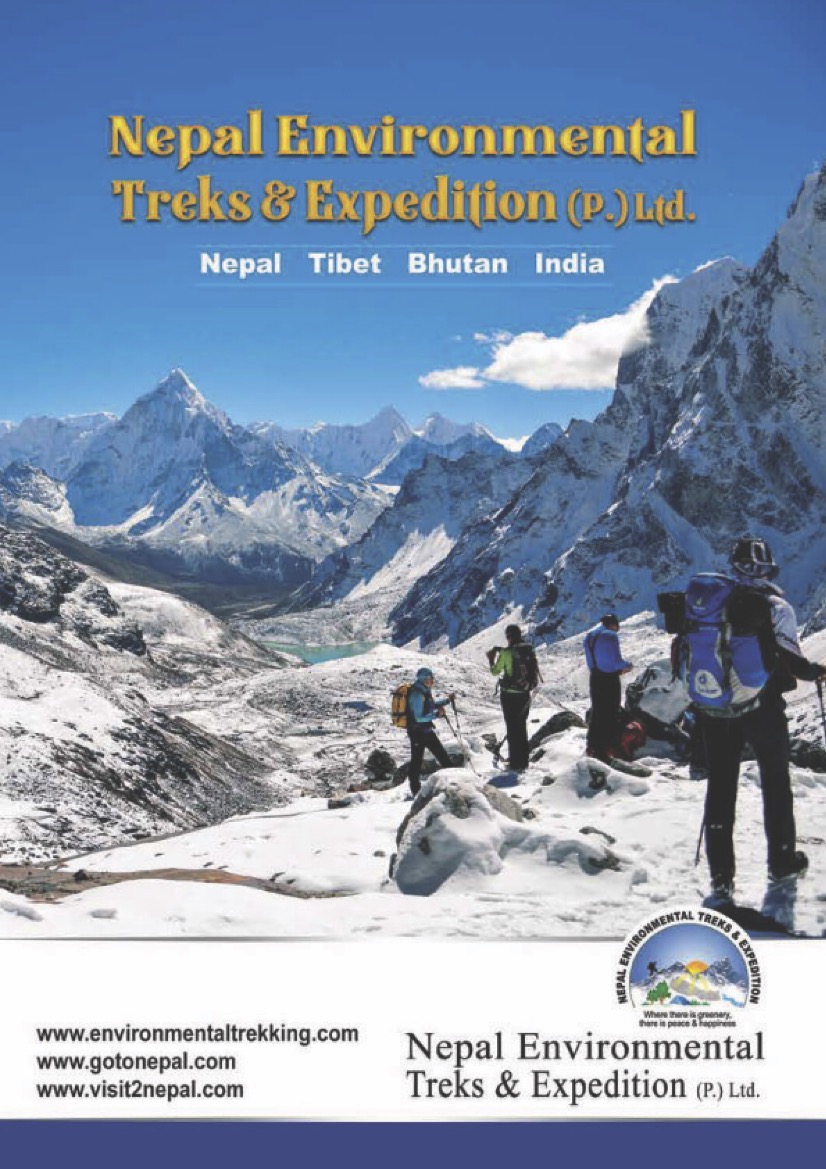 Nepal Environmental
Treks & Expedition (P.) Ltd.
Nepal Tibet Bhutan India
NEPAL ENVIRONMENTAL TREKS & EXPEDITION
Where there is greenery,
there is peace & happiness
www.environmentaltrekking.com
www.gotonepal.com
www.visit2nepal.com
Nepal Environmental
Treks & Expedition (P.) Ltd.